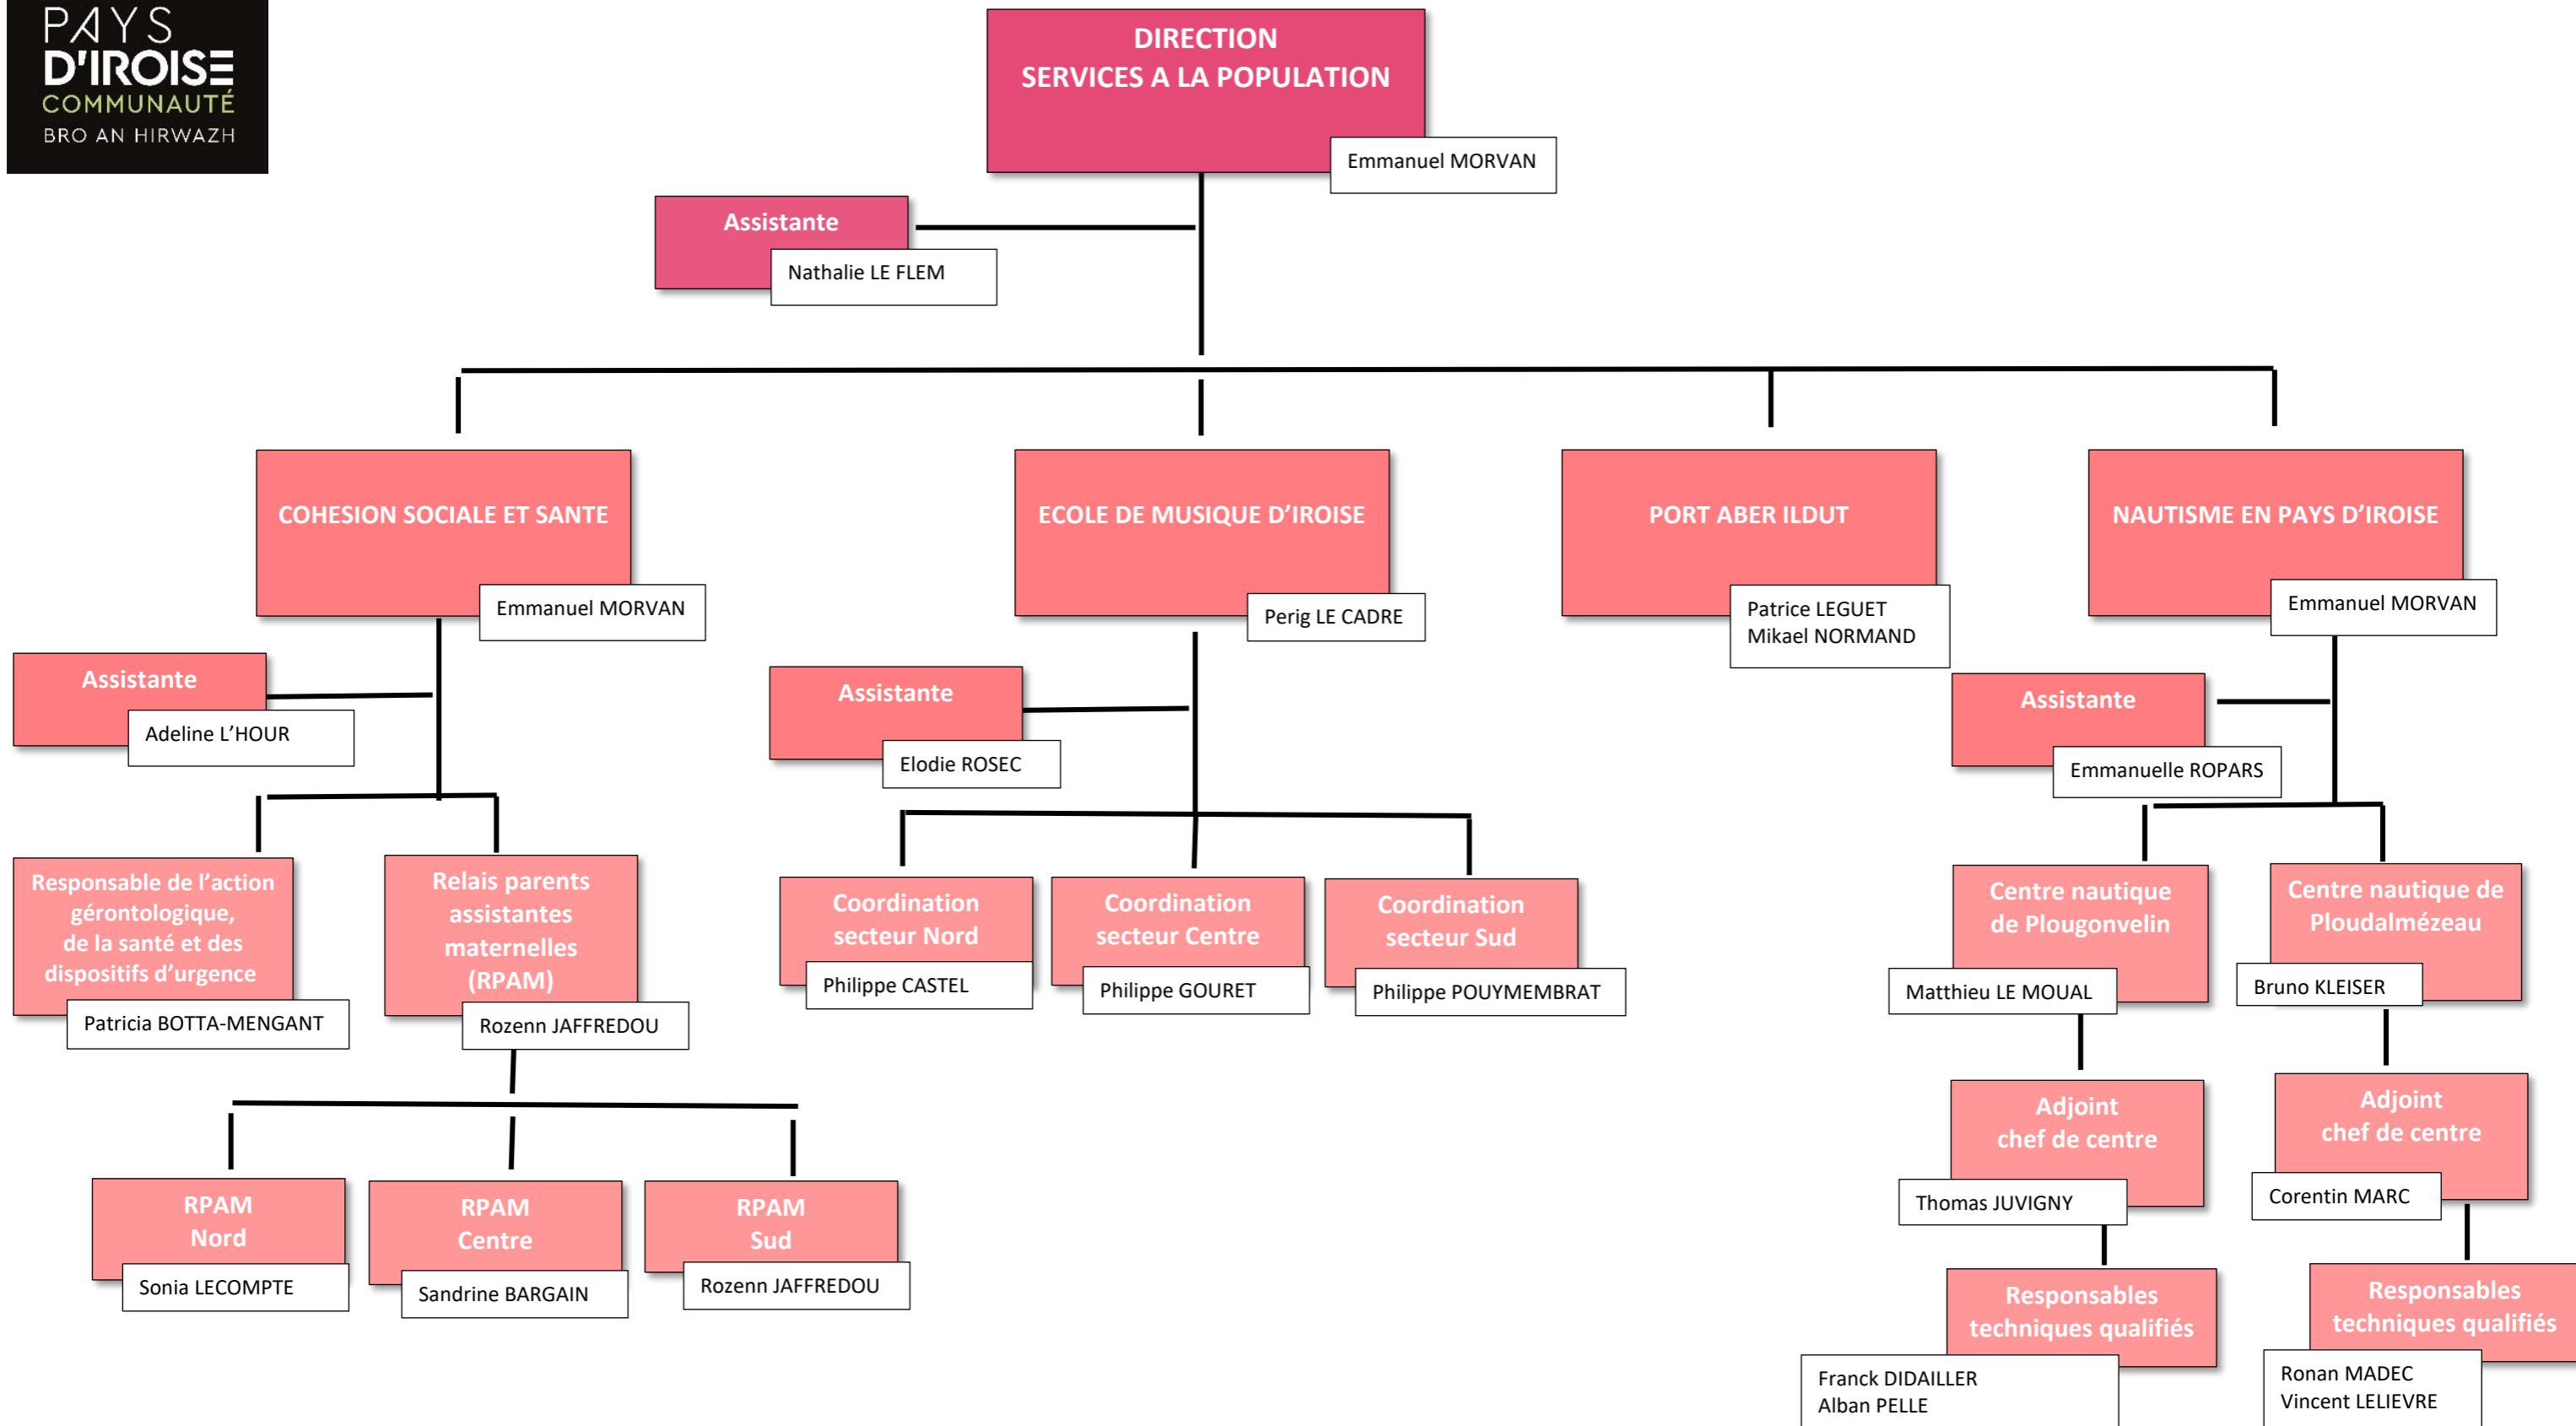 PAYS
D'IROISE
COMMUNAUTÉ
BRO AN HIRWAZH
DIRECTION
SERVICES A LA POPULATION
Emmanuel MORVAN
Assistante
Nathalie LE FLEM
COHESION SOCIALE ET SANTE
Emmanuel MORVAN
ECOLE DE MUSIQUE D’IROISE
Perig LE CADRE
PORT ABER ILDUT
Patrice LEGUET
Mikael NORMAND
NAUTISME EN PAYS D’IROISE
Emmanuel MORVAN
Assistante
Adeline L’HOUR
Assistante
Elodie ROSEC
Assistante
Emmanuelle ROPARS
Responsable de l’action
gérontologique,
de la santé et des
dispositifs d’urgence
Patricia BOTTA-MENGANT
Relais parents
assistantes
maternelles
(RPAM)
Rozenn JAFFREDOU
Coordination
secteur Nord
Philippe CASTEL
Coordination
secteur Centre
Philippe GOURET
Coordination
secteur Sud
Philippe POUYMEMBRAT
Centre nautique
de Plougonvelin
Matthieu LE MOUAL
Centre nautique de
Ploudalmézeau
Bruno KLEISER
RPAM
Nord
Sonia LECOMPTE
RPAM
Centre
Sandrine BARGAIN
RPAM
Sud
Rozenn JAFFREDOU
Adjoint
chef de centre
Thomas JUVIGNY
Adjoint
chef de centre
Corentin MARC
Responsables
techniques qualifiés
Franck DIDAILLER
Alban PELLE
Responsables
techniques qualifiés
Ronan MADEC
Vincent LELIEVRE